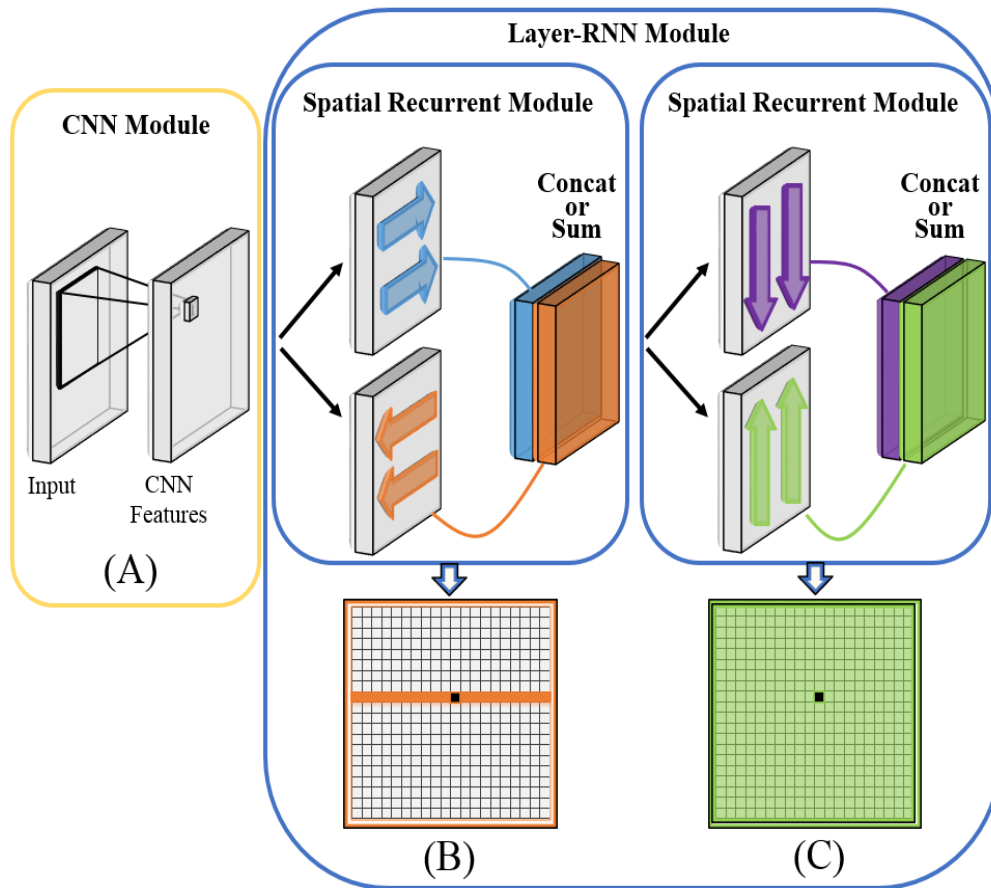 Layer-RNN Module
CNN Module
Input
CNN
Features
(A)
Spatial Recurrent Module
Concat
or
Sum
(B)
Spatial Recurrent Module
Concat
or
Sum
(C)